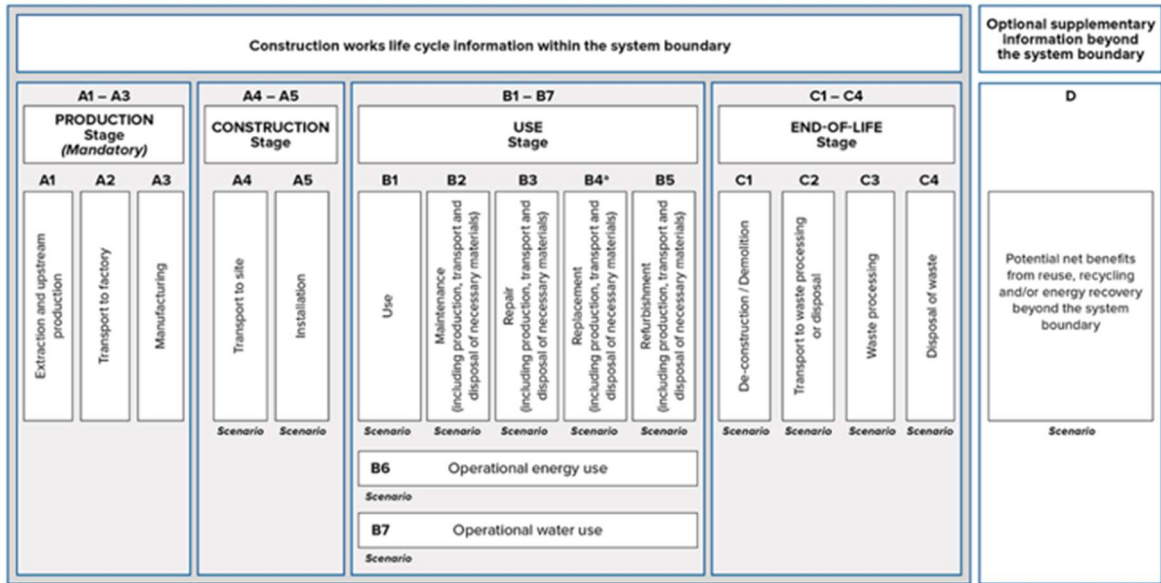 Construction works life cycle information within the system boundary
Optional supplementary
information beyond
the system boundary
A1 – A3
PRODUCTION
Stage
(Mandatory)
A1
A2
A3
Extraction and upstream
production
Transport to factory
Manufacturing
A4 – A5
CONSTRUCTION
Stage
A4
A5
Transport to site
Installation
Scenario
Scenario
B1 – B7
USE
Stage
B1
B2
B3
B4ᵃ
B5
Use
Maintenance
(including production, transport and
disposal of necessary materials)
Repair
(including production, transport and
disposal of necessary materials)
Replacement
(including production, transport and
disposal of necessary materials)
Refurbishment
(including production, transport and
disposal of necessary materials)
Scenario
Scenario
Scenario
Scenario
Scenario
B6 Operational energy use
Scenario
B7 Operational water use
Scenario
C1 – C4
END-OF-LIFE
Stage
C1
C2
C3
C4
De-construction / Demolition
Transport to waste processing
or disposal
Waste processing
Disposal of waste
Scenario
Scenario
Scenario
Scenario
D
Potential net benefits
from reuse, recycling
and/or energy recovery
beyond the system
boundary
Scenario